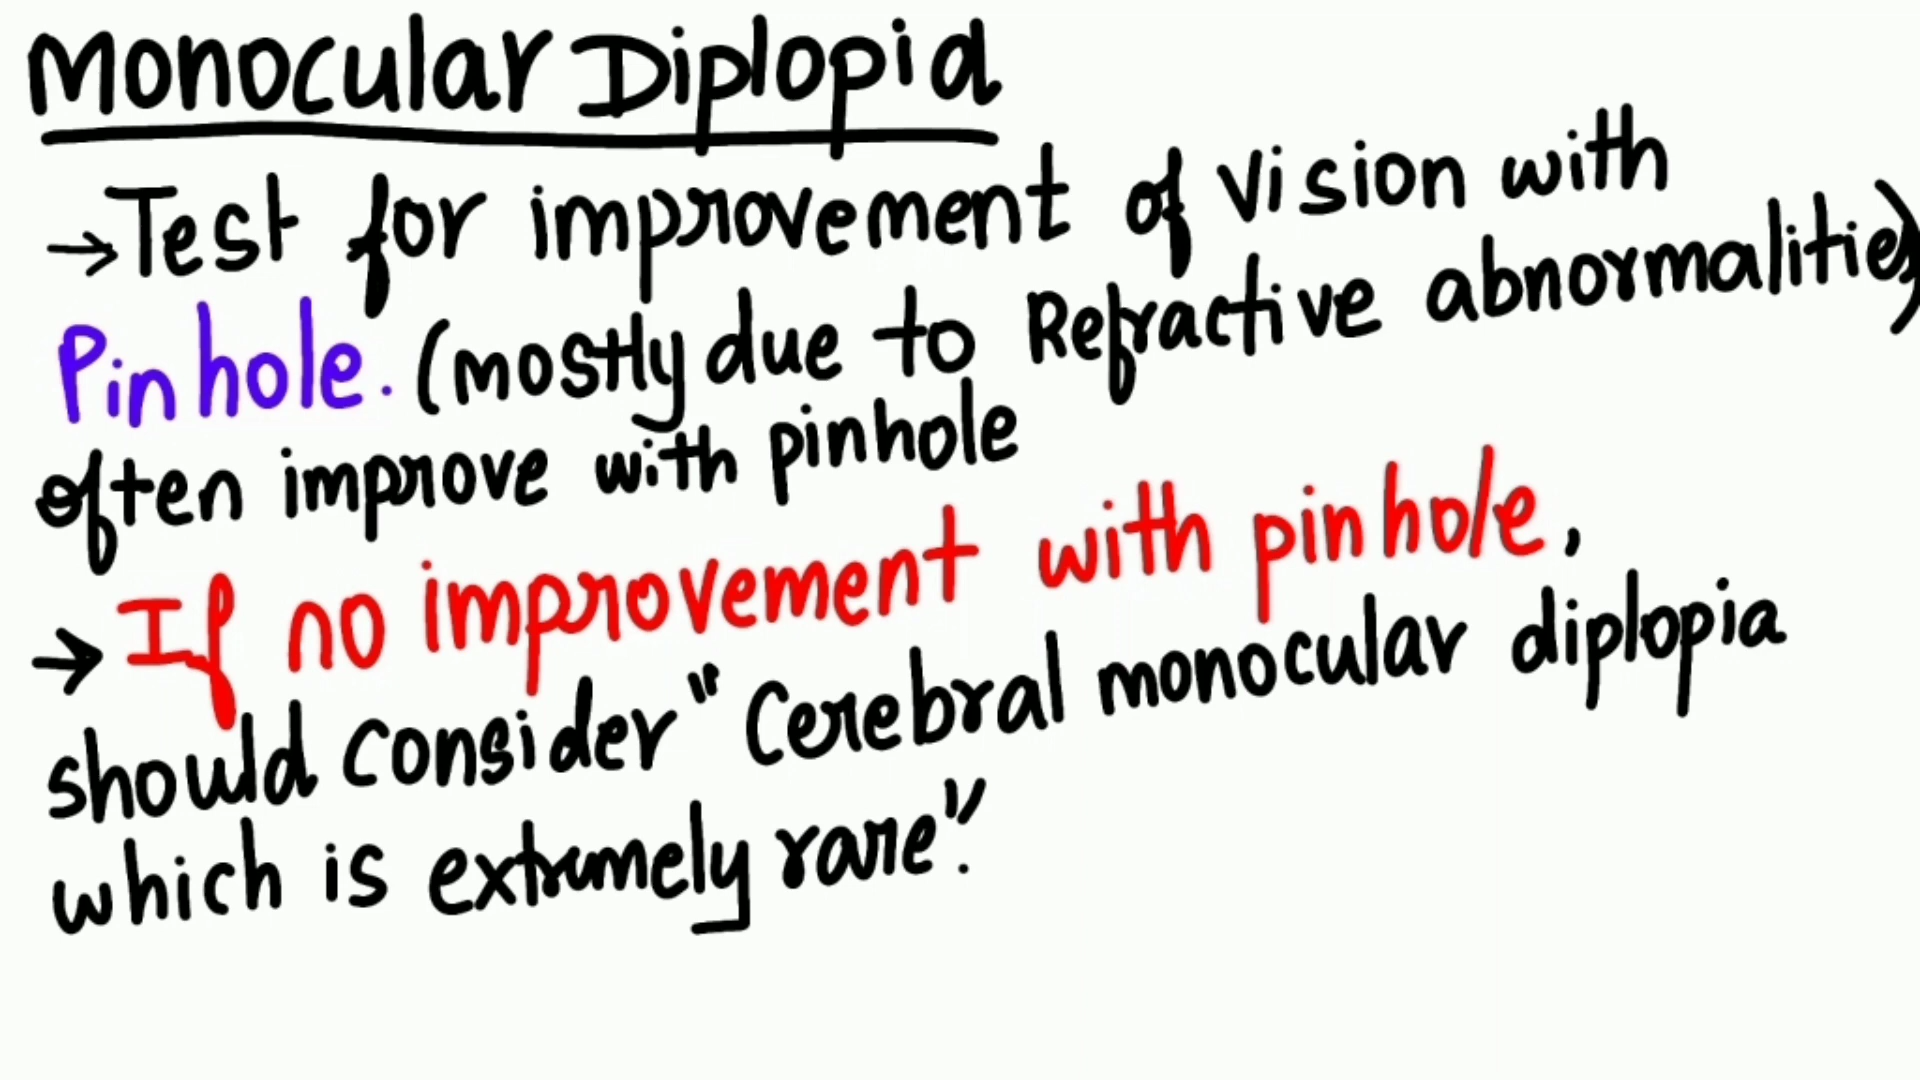 Monocular Diplopia
→Test for improvement of vision with
Pinhole. (mostly due to Refractive abnormalities)
often improve with pinhole
→ If no improvement with pinhole,
should consider "Cerebral monocular diplopia
which is extremely rare".